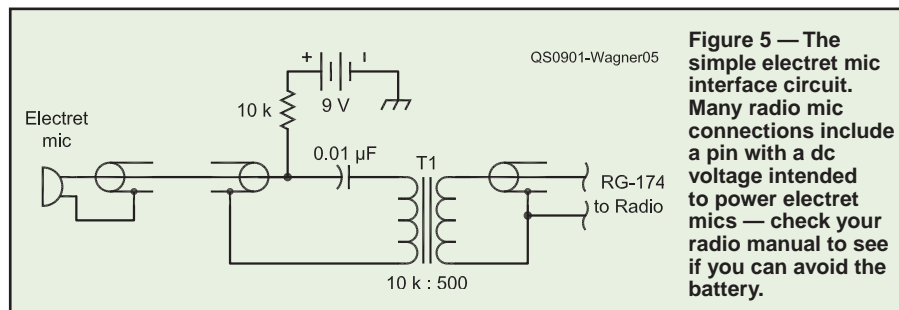 QS0901-Wagner05
+
-
10 k
9 V
Electret
mic
0.01 µF
T1
RG-174
to Radio
10 k : 500
Figure 5 — The
simple electret mic
interface circuit.
Many radio mic
connections include
a pin with a dc
voltage intended
to power electret
mics — check your
radio manual to see
if you can avoid the
battery.